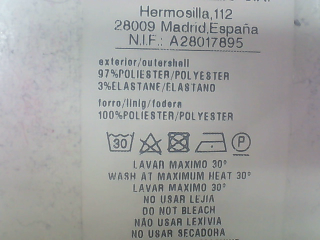 Hermosilla,112
28009 Madrid,España
N.I.F.: A28017895
exterior/outershell
97%POLIESTER/POLYESTER
3%ELASTANO/ELASTAND
forro/linig/fodern
100%POLIESTER/POLYESTER
30 P
LAVAR MAXIMO 30°
WASH AT MAXIMUM HEAT 30°
LAVAR MÁXIMO 30°
NO USAR LEJIA
DO NOT BLEACH
NÃO USAR LEXIVIA
NO USAR SECADORA